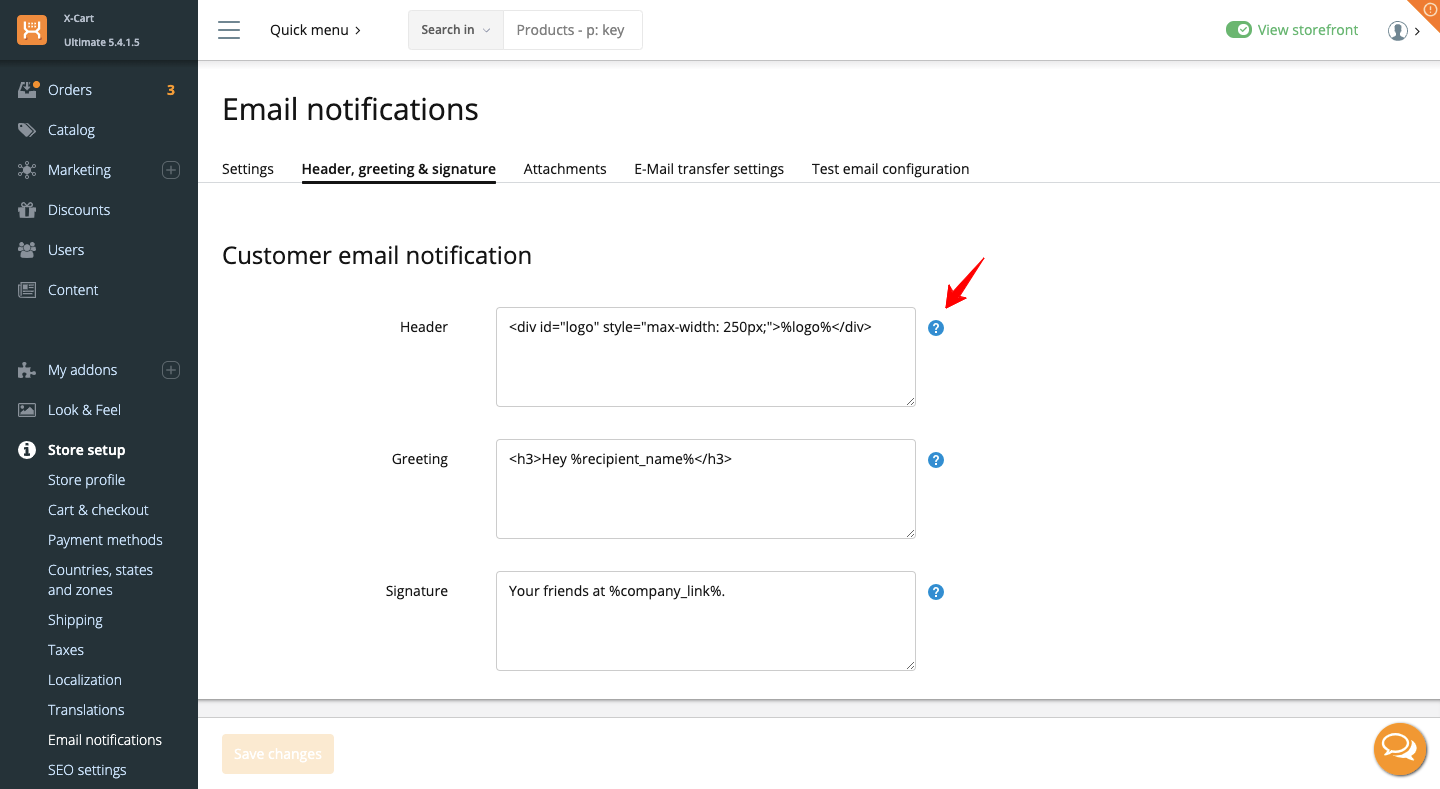 X-Cart
Ultimate 5.4.1.5
Quick menu
Search in
Products - p: key
View storefront
Orders 3
Catalog
Marketing
Discounts
Users
Content
My addons
Look & Feel
Store setup
Store profile
Cart & checkout
Payment methods
Countries, states
and zones
Shipping
Taxes
Localization
Translations
Email notifications
SEO settings
Email notifications
Settings
Header, greeting & signature
Attachments
E-Mail transfer settings
Test email configuration
Customer email notification
Header
<div id="logo" style="max-width: 250px;">%logo%</div>
?
Greeting
<h3>Hey %recipient_name%</h3>
?
Signature
Your friends at %company_link%.
?
Save changes